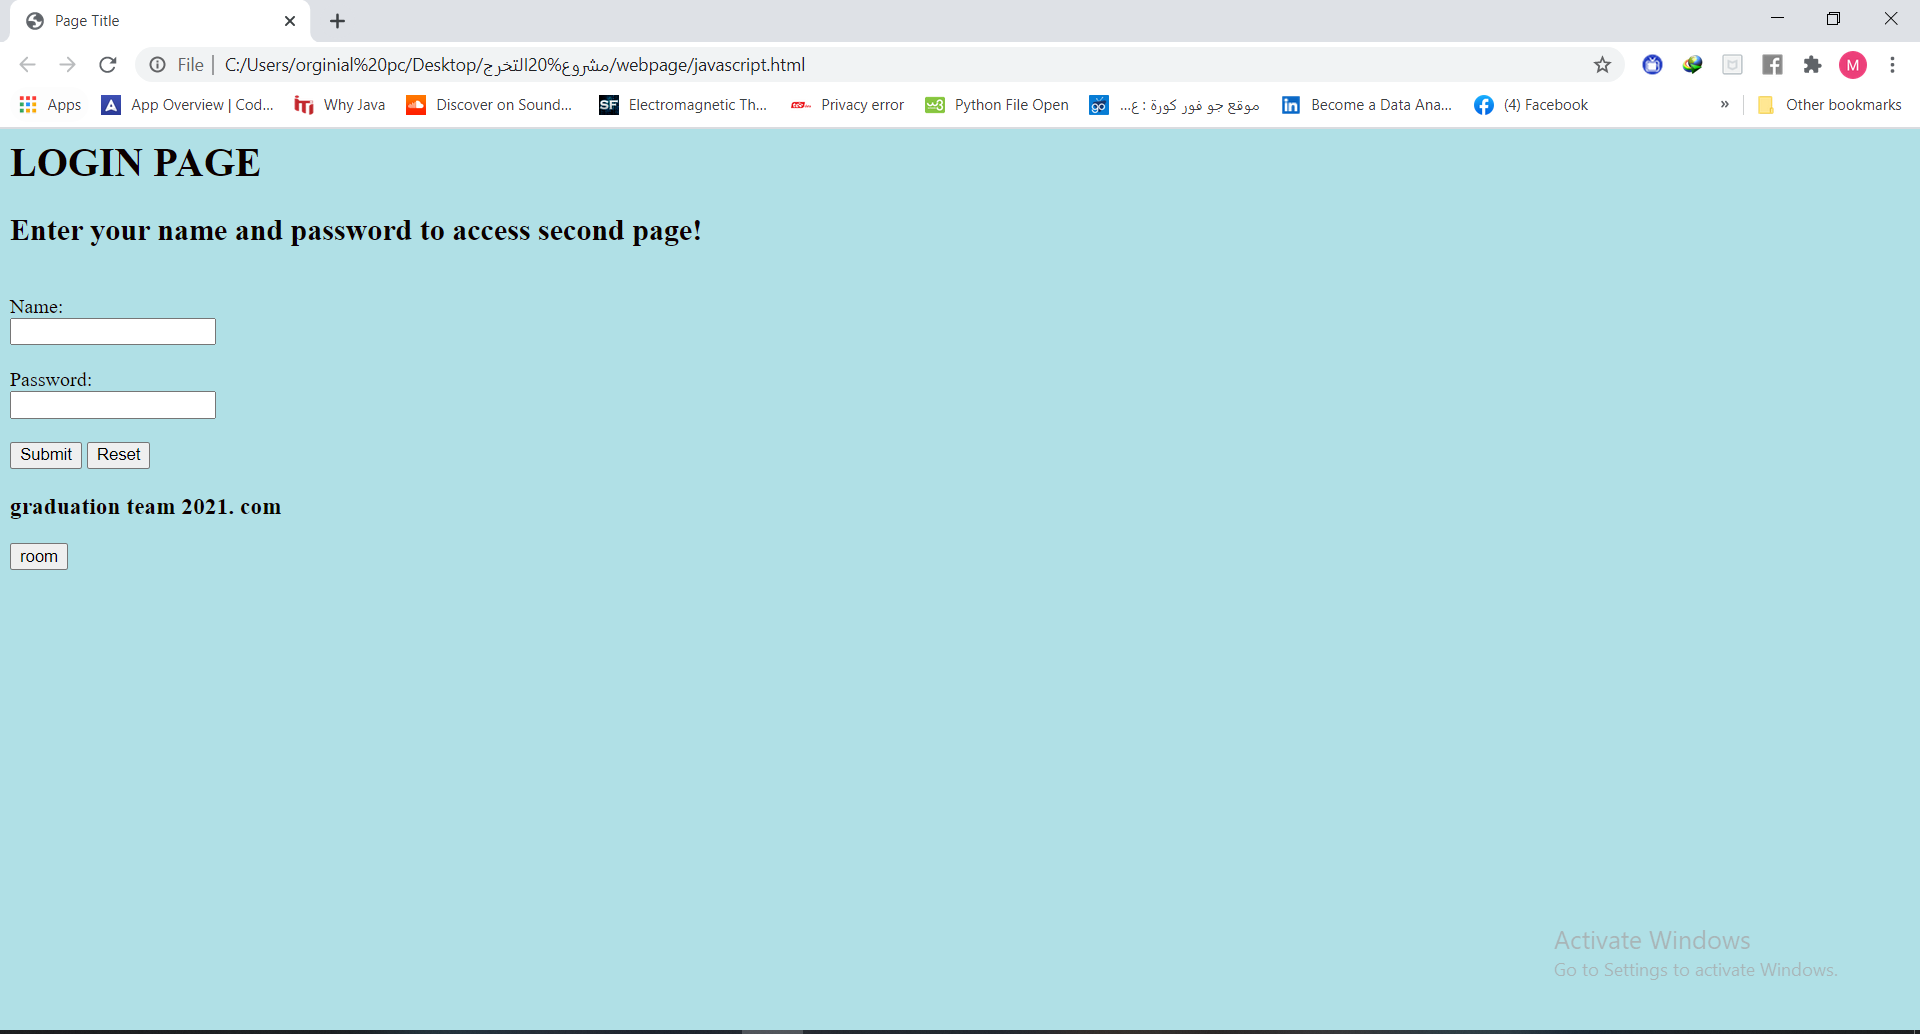 Page Title
File | C:/Users/orginial%20pc/Desktop/مشروع%20التخرج/webpage/javascript.html
M
Apps App Overview | Cod... Why Java Discover on Sound... SF Electromagnetic Th... Privacy error Python File Open go موقع جو فور كورة : ع... in Become a Data Ana... (4) Facebook » Other bookmarks
LOGIN PAGE
Enter your name and password to access second page!
Name:
Password:
Submit Reset
graduation team 2021. com
room
Activate Windows
Go to Settings to activate Windows.